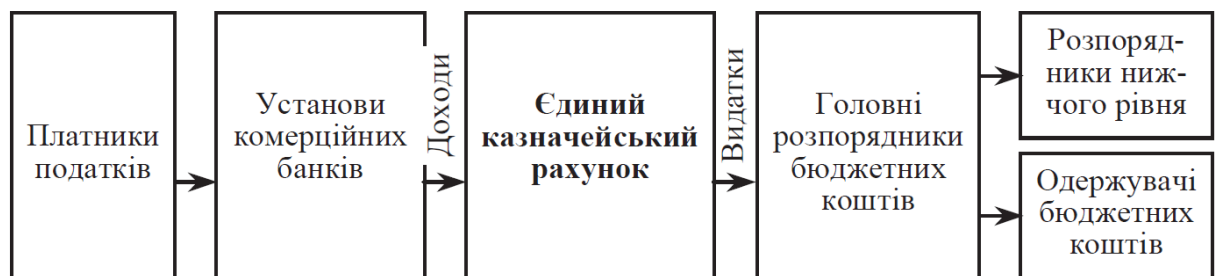 Платники
податків
Установи
комерційних
банків
Доходи
Єдиний
казначейський
рахунок
Видатки
Головні
розпорядники
бюджетних
коштів
Розпоряд-
ники ниж-
чого рівня
Одержувачі
бюджетних
коштів